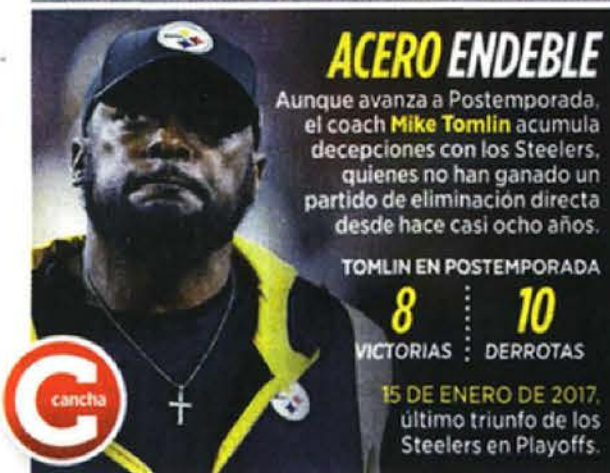 ACERO ENDEBLE
Aunque avanza a Postemporada,
el coach Mike Tomlin acumula
decepciones con los Steelers,
quienes no han ganado un
partido de eliminación directa
desde hace casi ocho años.
TOMLIN EN POSTEMPORADA
8
VICTORIAS
10
DERROTAS
15 DE ENERO DE 2017,
último triunfo de los
Steelers en Playoffs.
C
cancha